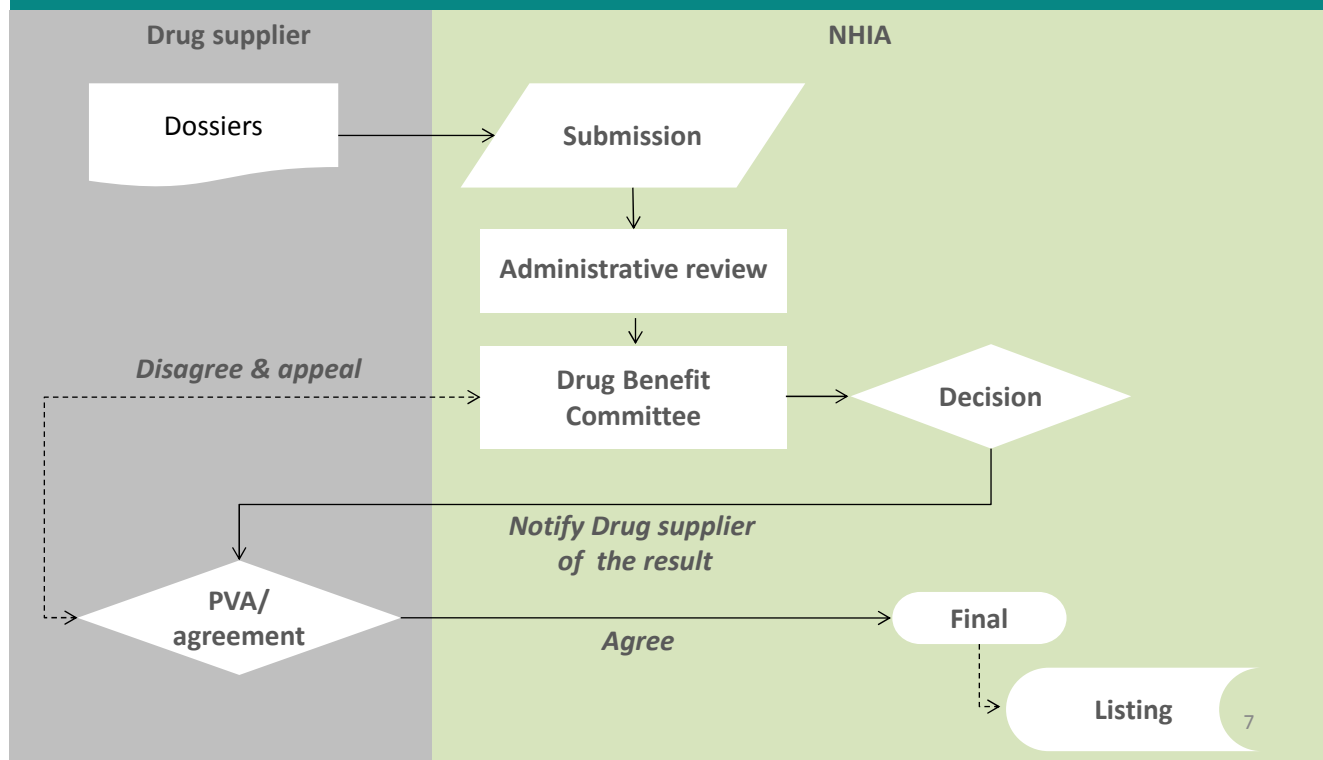 Drug supplier
NHIA
Dossiers
Submission
Administrative review
Disagree & appeal
Drug Benefit
Committee
Decision
Notify Drug supplier
of the result
PVA/
agreement
Agree
Final
Listing
7